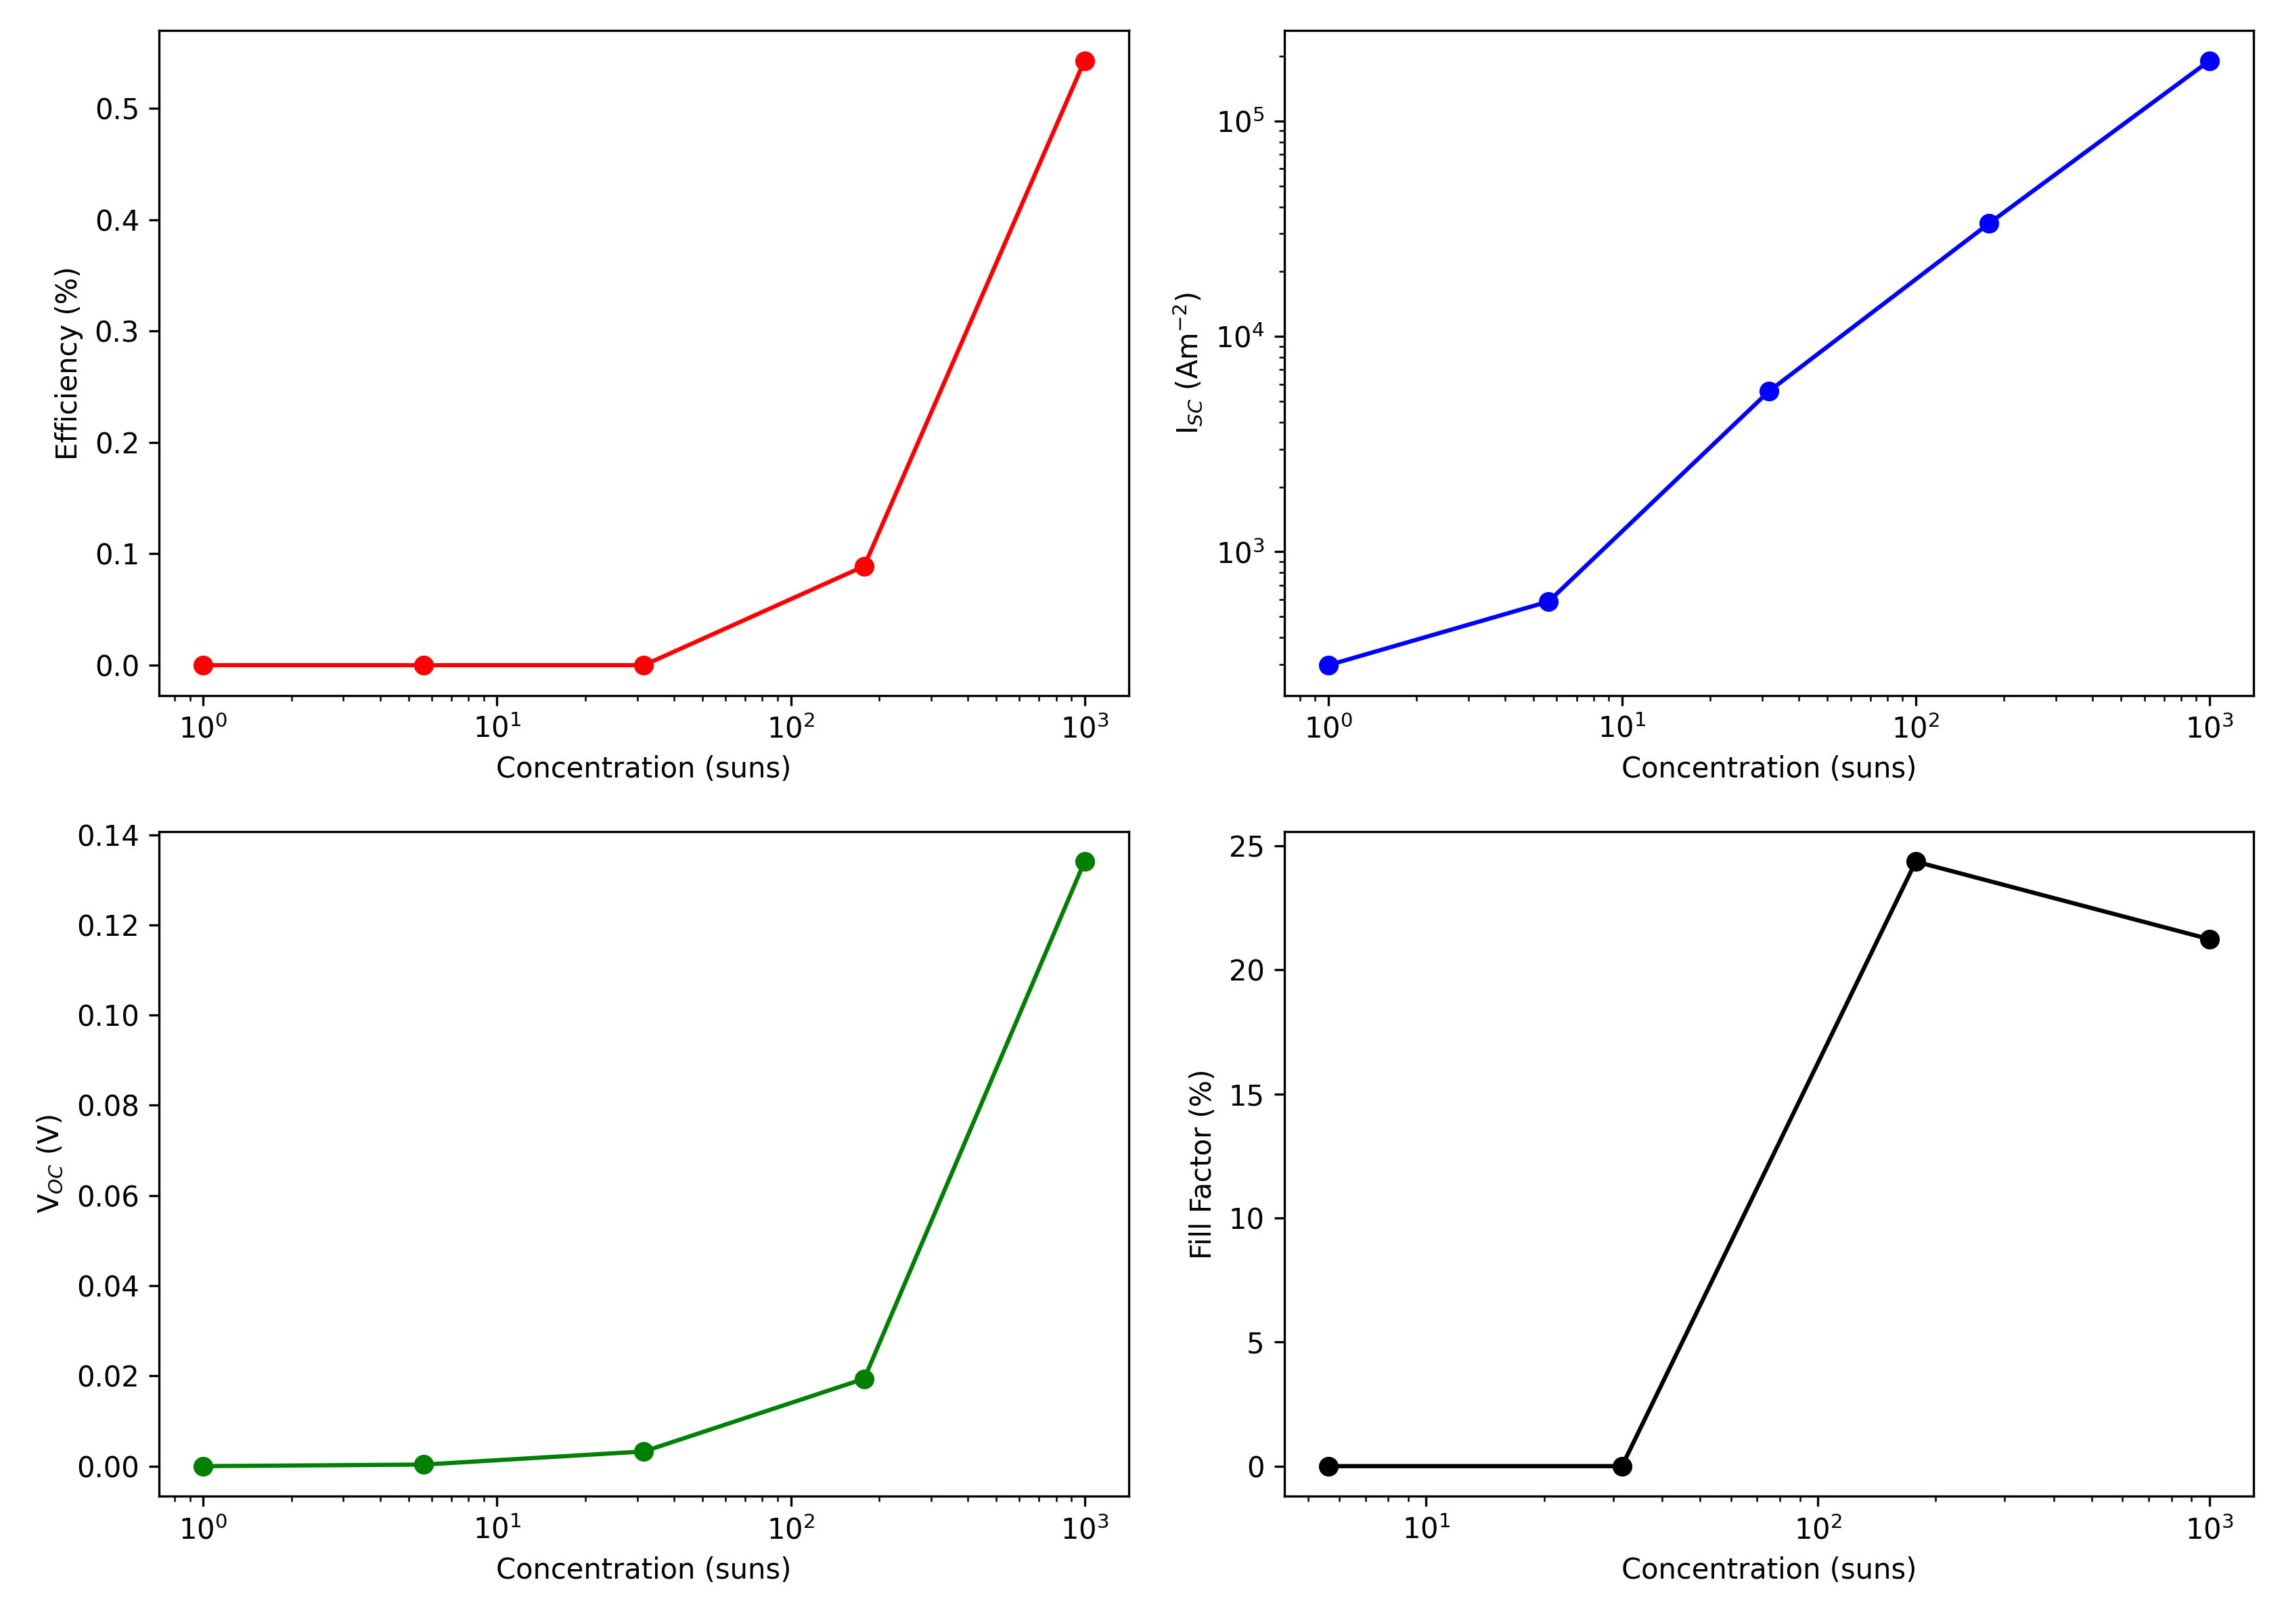 Efficiency (%)
0.5
0.4
0.3
0.2
0.1
0.0
10⁰ 10¹ 10² 10³
Concentration (suns)
I_SC (Am⁻²)
10⁵
10⁴
10³
10⁰ 10¹ 10² 10³
Concentration (suns)
V_OC (V)
0.14
0.12
0.10
0.08
0.06
0.04
0.02
0.00
10⁰ 10¹ 10² 10³
Concentration (suns)
Fill Factor (%)
25
20
15
10
5
0
10¹ 10² 10³
Concentration (suns)